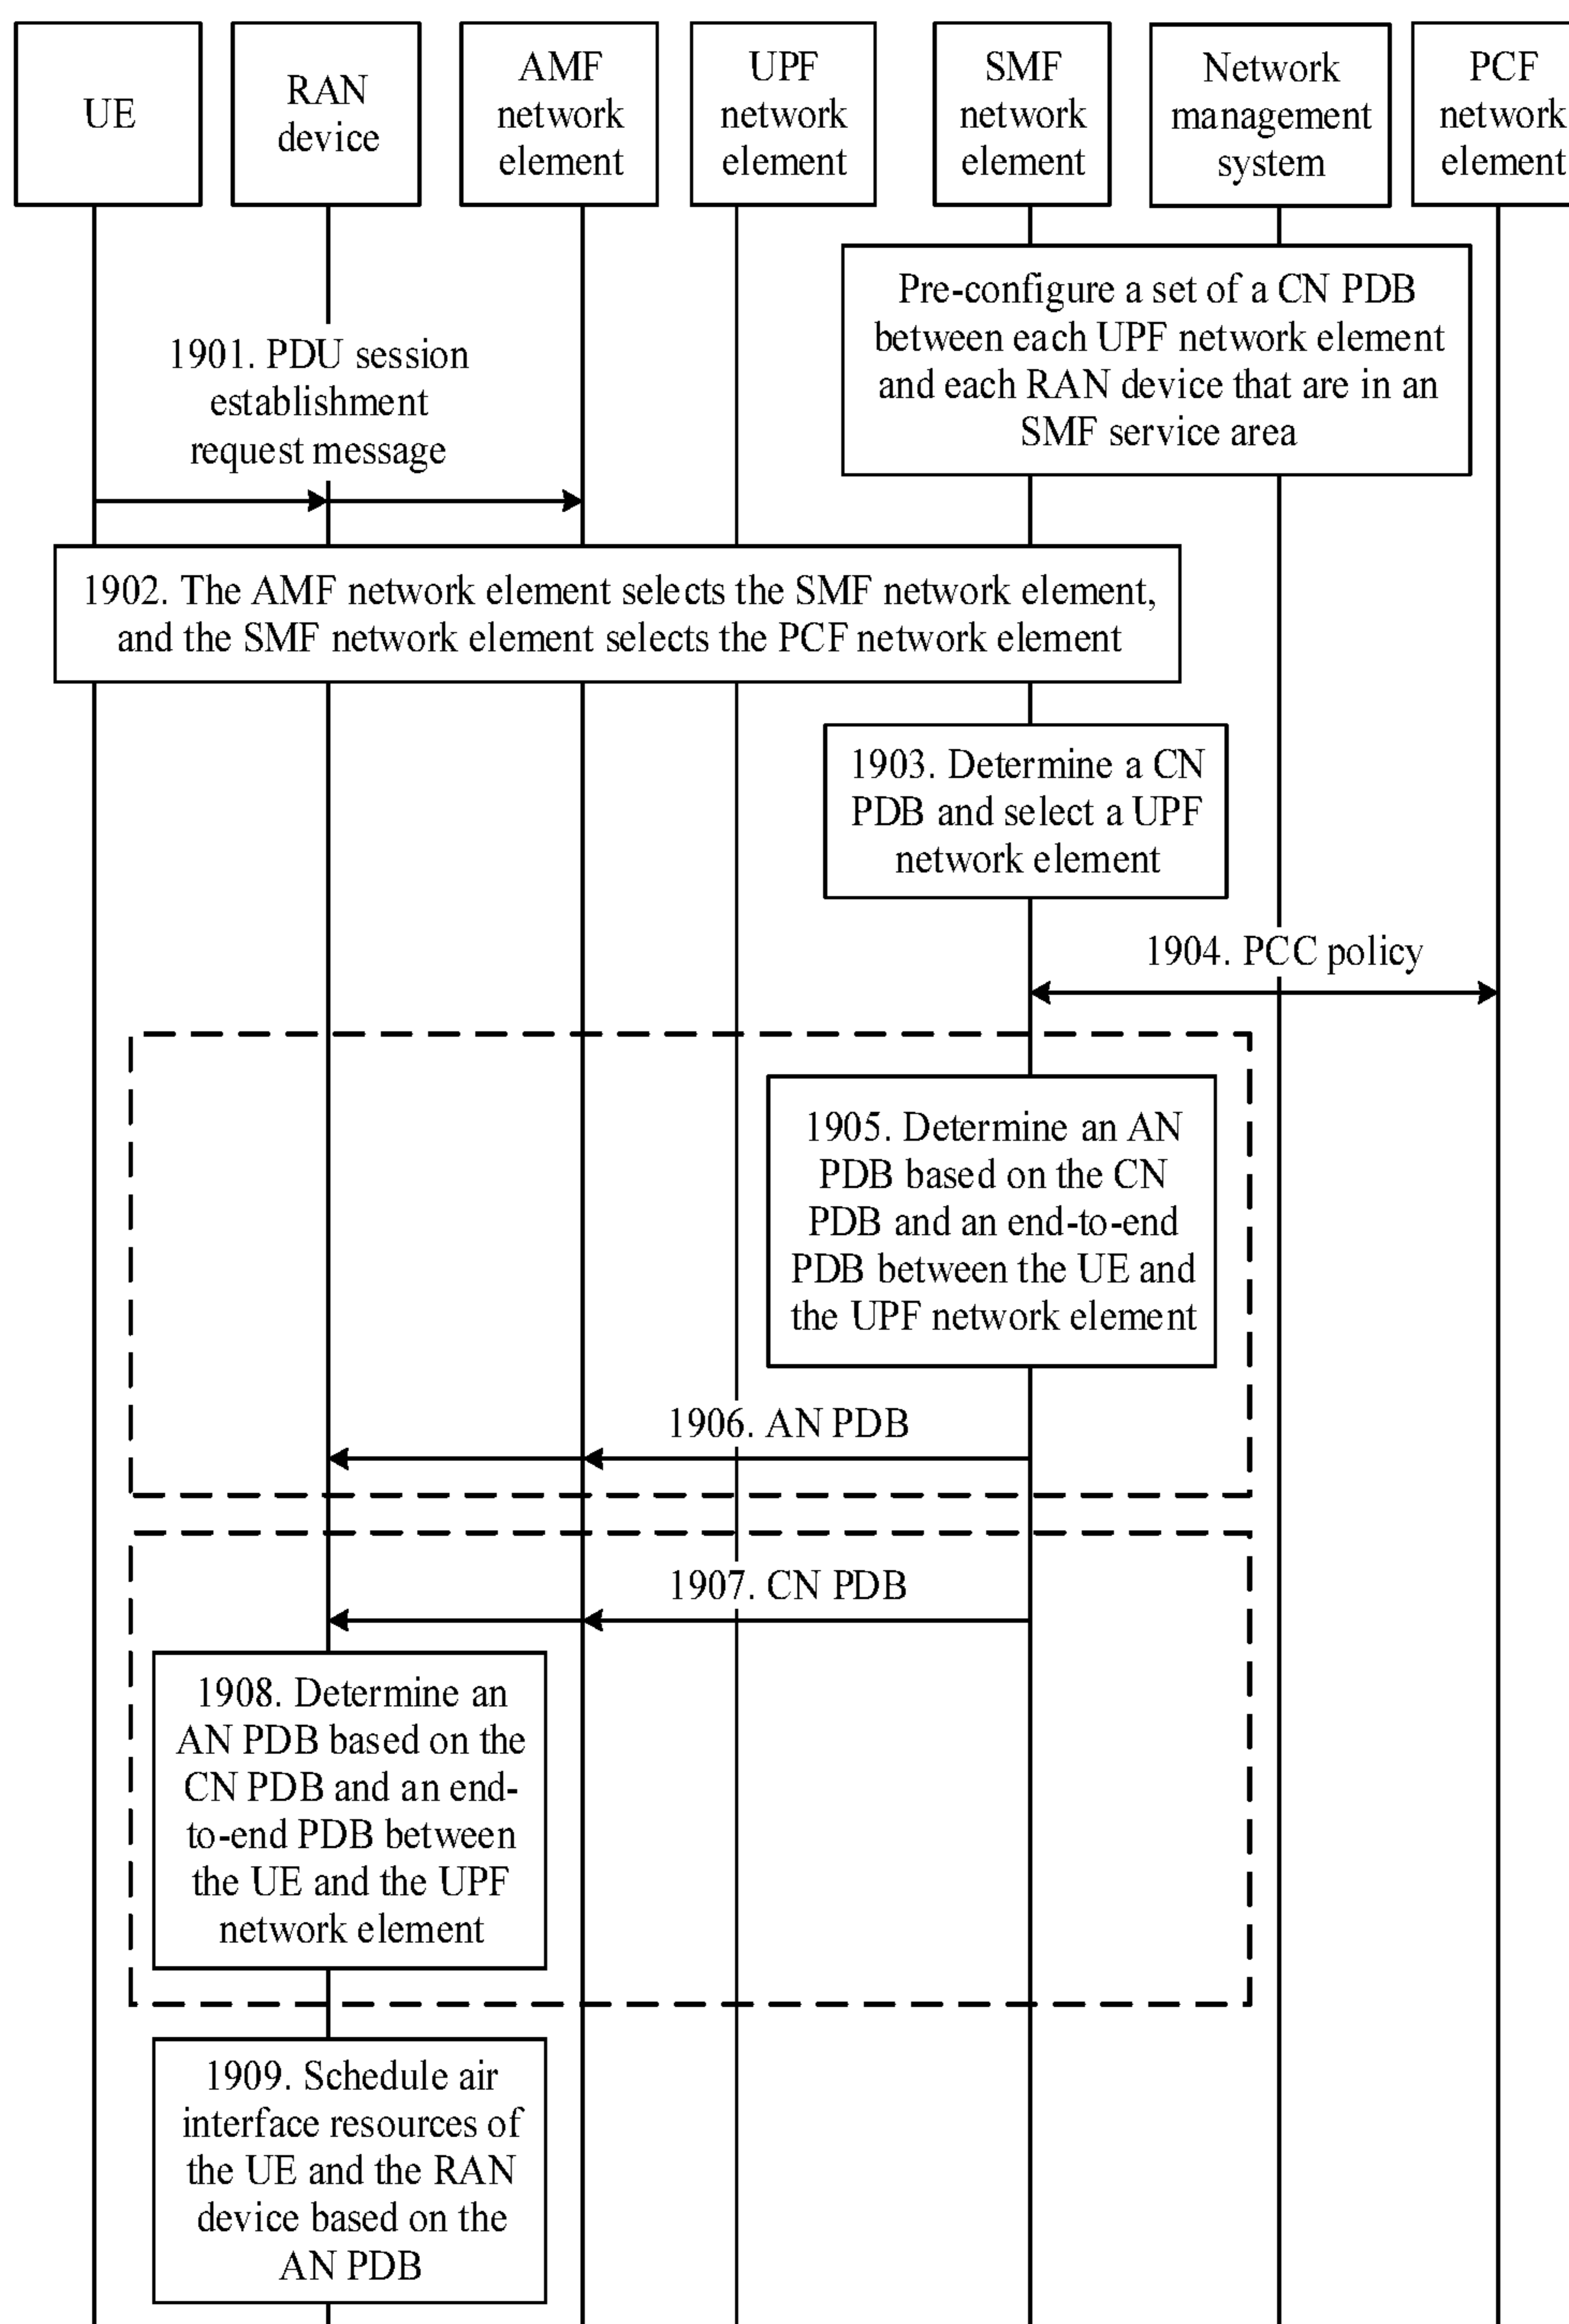 UE
RAN
device
AMF
network
element
UPF
network
element
SMF
network
element
Network
management
system
PCF
network
element
Pre-configure a set of a CN PDB
between each UPF network element
and each RAN device that are in an
SMF service area
1901. PDU session
establishment
request message
1902. The AMF network element selects the SMF network element,
and the SMF network element selects the PCF network element
1903. Determine a CN
PDB and select a UPF
network element
1904. PCC policy
1905. Determine an AN
PDB based on the CN
PDB and an end-to-end
PDB between the UE and
the UPF network element
1906. AN PDB
1907. CN PDB
1908. Determine an
AN PDB based on the
CN PDB and an end-
to-end PDB between
the UE and the UPF
network element
1909. Schedule air
interface resources of
the UE and the RAN
device based on the
AN PDB